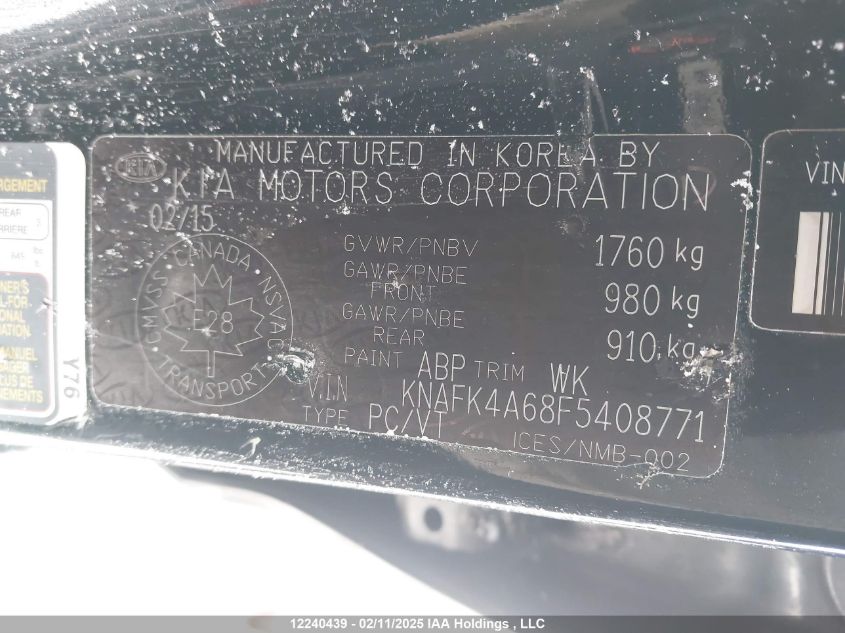 KIA
MANUFACTURED IN KOREA BY
KIA MOTORS CORPORATION
02/15
GVWR/PNBV 1760 kg
GAWR/PNBE
FRONT 980 kg
GAWR/PNBE
REAR 910 kg
PAINT ABP TRIM WK
VIN KNAFK4A68F5408771
TYPE PC/VT
ICES/NMB-002
CMVSS CANADA NSVAC
E28
TRANSPORT
REAR
Y76
VIN
12240439 - 02/11/2025 IAA Holdings , LLC